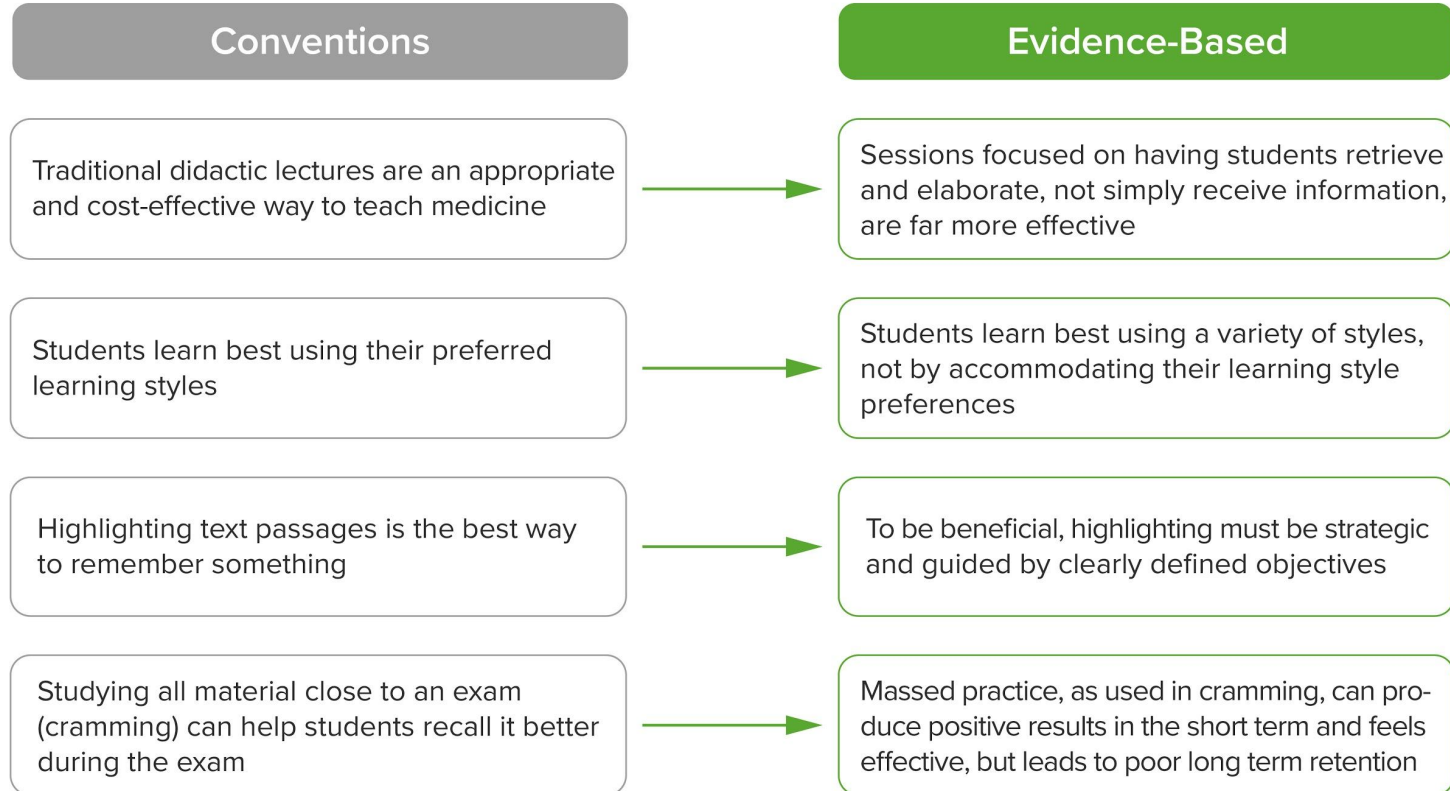 Conventions
Evidence-Based
Traditional didactic lectures are an appropriate
and cost-effective way to teach medicine
Sessions focused on having students retrieve
and elaborate, not simply receive information,
are far more effective
Students learn best using their preferred
learning styles
Students learn best using a variety of styles,
not by accommodating their learning style
preferences
Highlighting text passages is the best way
to remember something
To be beneficial, highlighting must be strategic
and guided by clearly defined objectives
Studying all material close to an exam
(cramming) can help students recall it better
during the exam
Massed practice, as used in cramming, can pro-
duce positive results in the short term and feels
effective, but leads to poor long term retention